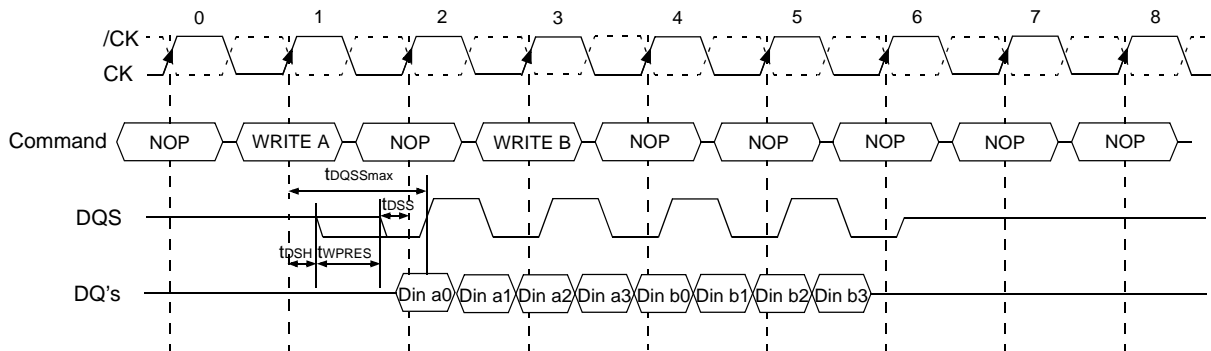 0 1 2 3 4 5 6 7 8
/CK
CK
Command NOP WRITE A NOP WRITE B NOP NOP NOP NOP NOP
tDQSSmax
tDSS
DQS
tDSH tWPRES
DQ's Din a0 Din a1 Din a2 Din a3 Din b0 Din b1 Din b2 Din b3